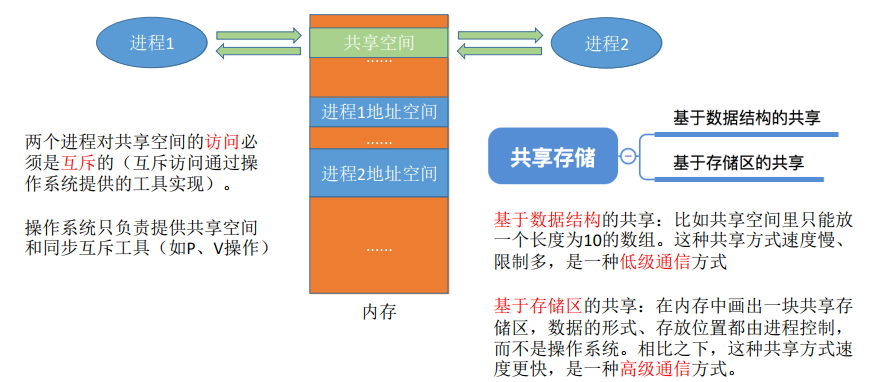 进程1
共享空间
进程2
......
进程1地址空间
......
进程2地址空间
......
内存
两个进程对共享空间的访问必
须是互斥的（互斥访问通过操
作系统提供的工具实现）。
操作系统只负责提供共享空间
和同步互斥工具（如P、V操作）
共享存储
基于数据结构的共享
基于存储区的共享
基于数据结构的共享：比如共享空间里只能放
一个长度为10的数组。这种共享方式速度慢、
限制多，是一种低级通信方式
基于存储区的共享：在内存中画出一块共享存
储区，数据的形式、存放位置都由进程控制，
而不是操作系统。相比之下，这种共享方式速
度更快，是一种高级通信方式。